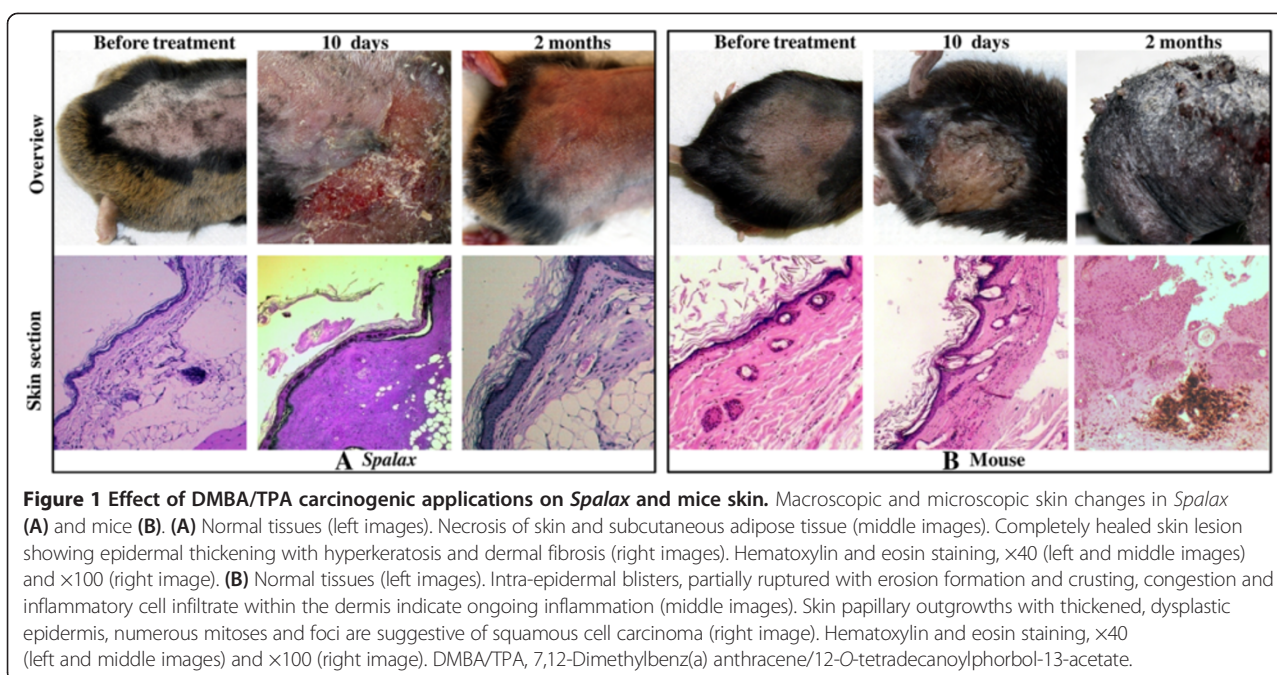 Before treatment 10 days 2 months Before treatment 10 days 2 months
Overview
Skin section
A Spalax B Mouse
Figure 1 Effect of DMBA/TPA carcinogenic applications on Spalax and mice skin. Macroscopic and microscopic skin changes in Spalax
(A) and mice (B). (A) Normal tissues (left images). Necrosis of skin and subcutaneous adipose tissue (middle images). Completely healed skin lesion
showing epidermal thickening with hyperkeratosis and dermal fibrosis (right images). Hematoxylin and eosin staining, ×40 (left and middle images)
and ×100 (right image). (B) Normal tissues (left images). Intra-epidermal blisters, partially ruptured with erosion formation and crusting, congestion and
inflammatory cell infiltrate within the dermis indicate ongoing inflammation (middle images). Skin papillary outgrowths with thickened, dysplastic
epidermis, numerous mitoses and foci are suggestive of squamous cell carcinoma (right image). Hematoxylin and eosin staining, ×40
(left and middle images) and ×100 (right image). DMBA/TPA, 7,12-Dimethylbenz(a) anthracene/12-O-tetradecanoylphorbol-13-acetate.